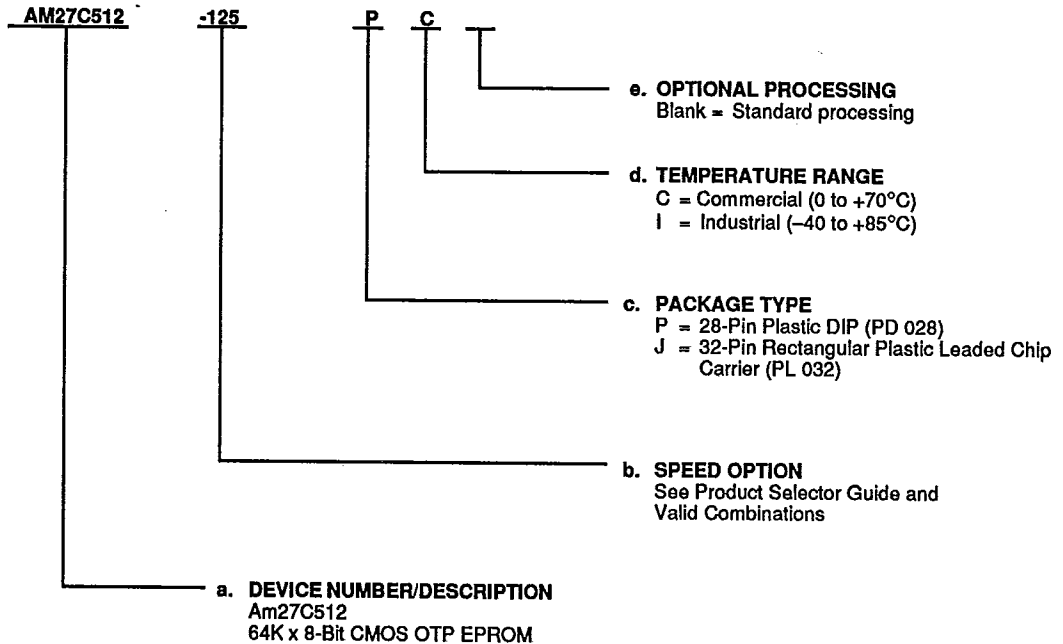 AM27C512 -125 P C
e. OPTIONAL PROCESSING
Blank = Standard processing
d. TEMPERATURE RANGE
C = Commercial (0 to +70°C)
I = Industrial (–40 to +85°C)
c. PACKAGE TYPE
P = 28-Pin Plastic DIP (PD 028)
J = 32-Pin Rectangular Plastic Leaded Chip
Carrier (PL 032)
b. SPEED OPTION
See Product Selector Guide and
Valid Combinations
a. DEVICE NUMBER/DESCRIPTION
Am27C512
64K x 8-Bit CMOS OTP EPROM